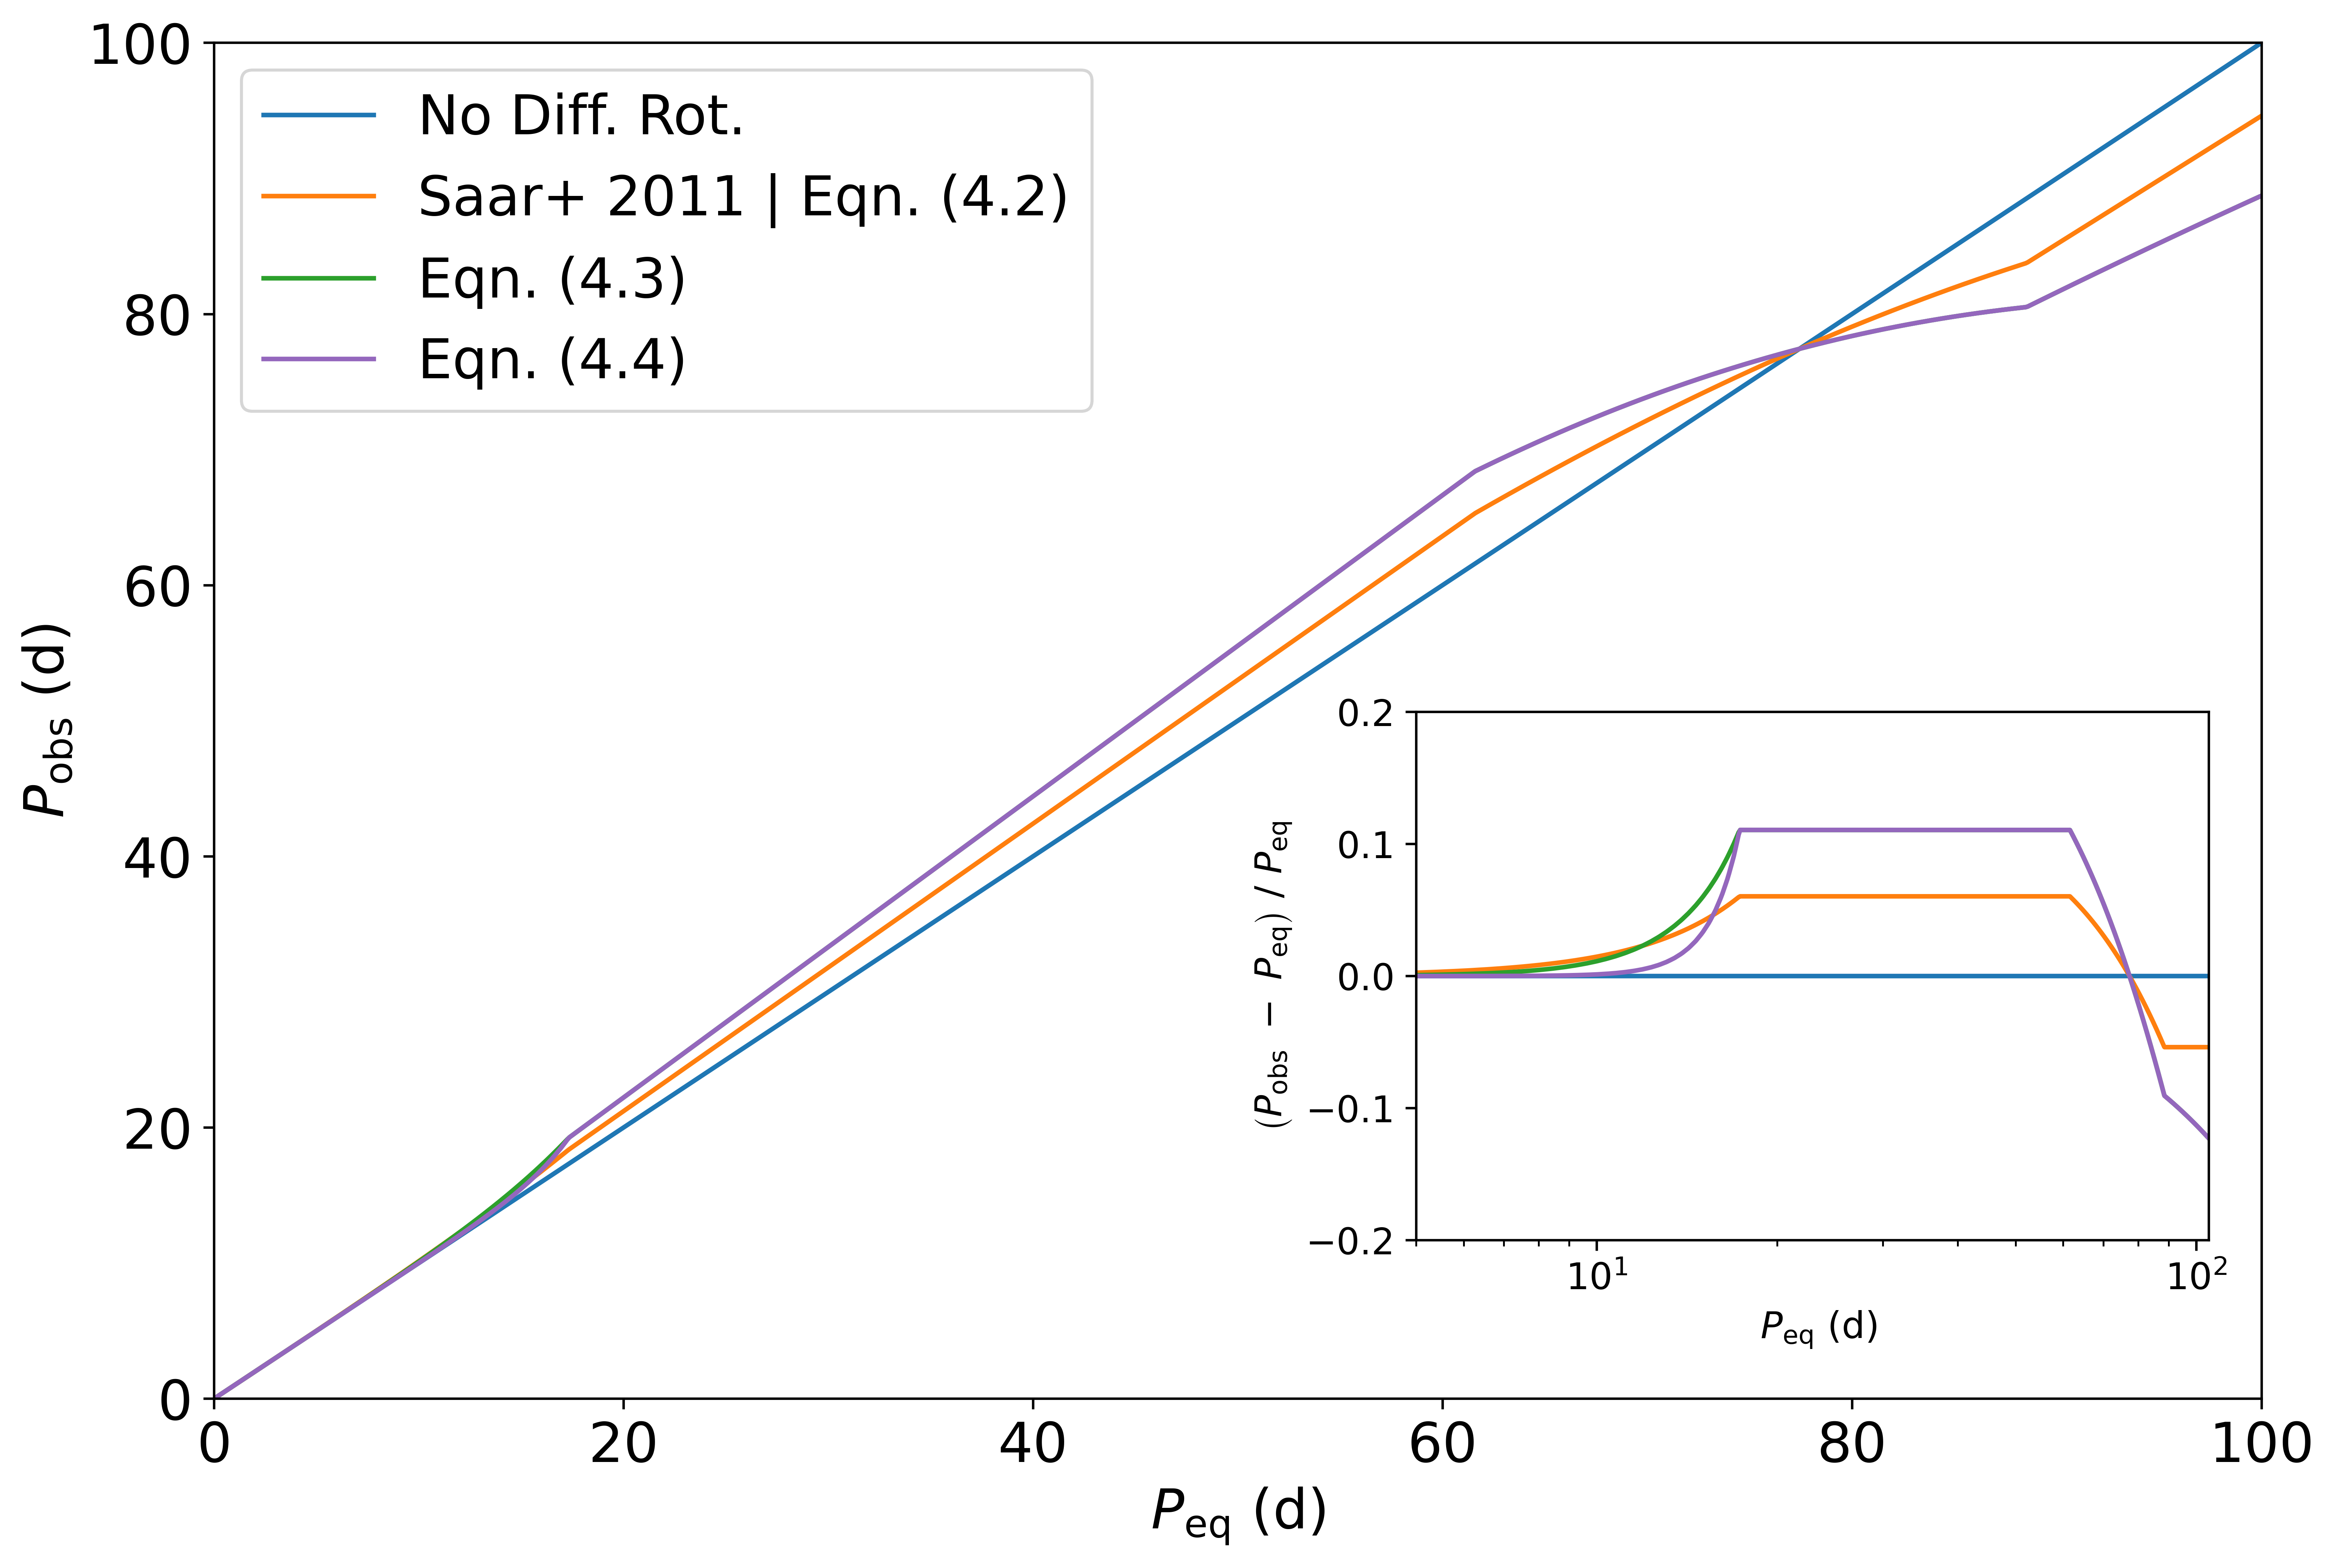 100
80
60
40
20
0
P_obs (d)
No Diff. Rot.
Saar+ 2011 | Eqn. (4.2)
Eqn. (4.3)
Eqn. (4.4)
0.2
0.1
0.0
−0.1
−0.2
(P_obs − P_eq) / P_eq
10^1 10^2
P_eq (d)
0 20 40 60 80 100
P_eq (d)